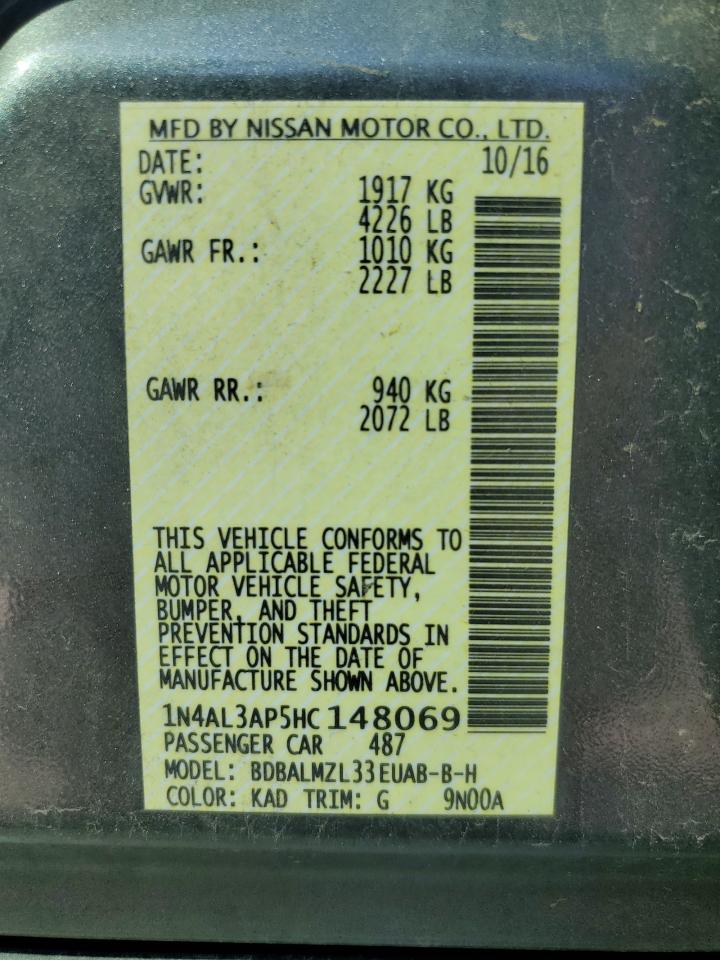 MFD BY NISSAN MOTOR CO., LTD.
DATE: 10/16
GVWR: 1917 KG
4226 LB
GAWR FR.: 1010 KG
2227 LB
GAWR RR.: 940 KG
2072 LB
THIS VEHICLE CONFORMS TO
ALL APPLICABLE FEDERAL
MOTOR VEHICLE SAFETY,
BUMPER, AND THEFT
PREVENTION STANDARDS IN
EFFECT ON THE DATE OF
MANUFACTURE SHOWN ABOVE.
1N4AL3AP5HC148069
PASSENGER CAR 487
MODEL: BDBALMZL33EUAB-B-H
COLOR: KAD TRIM: G 9N00A